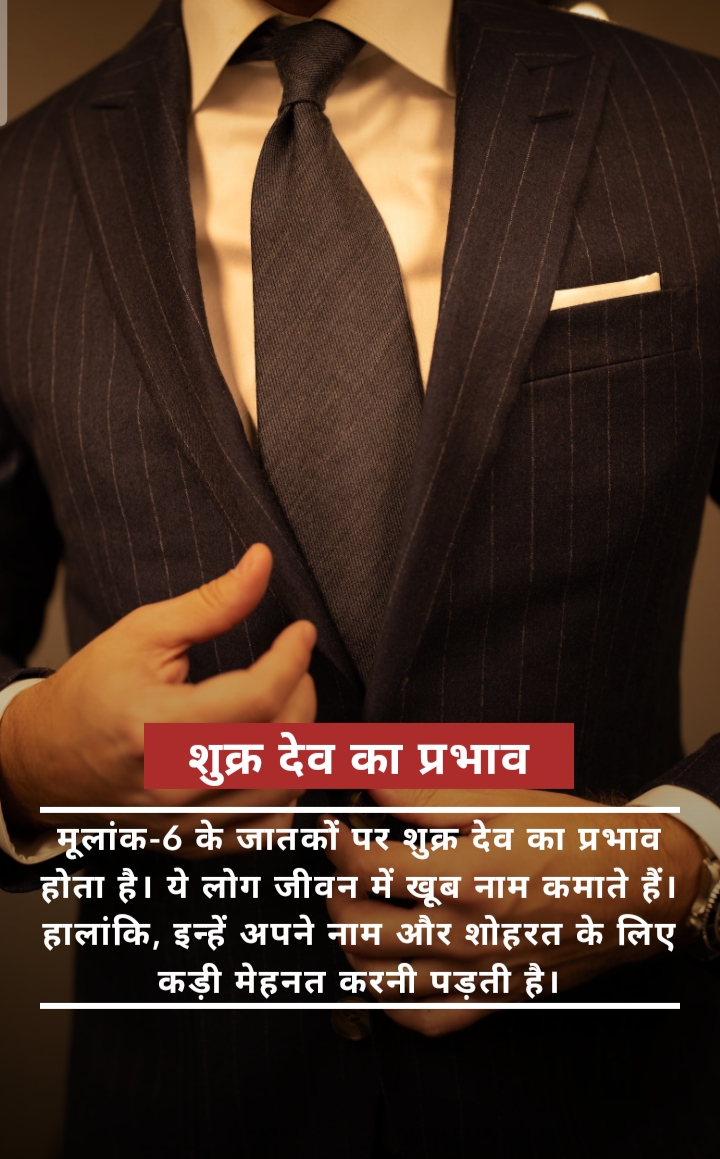 शुक्र देव का प्रभाव
मूलांक-6 के जातकों पर शुक्र देव का प्रभाव
होता है। ये लोग जीवन में खूब नाम कमाते हैं।
हालांकि, इन्हें अपने नाम और शोहरत के लिए
कड़ी मेहनत करनी पड़ती है।